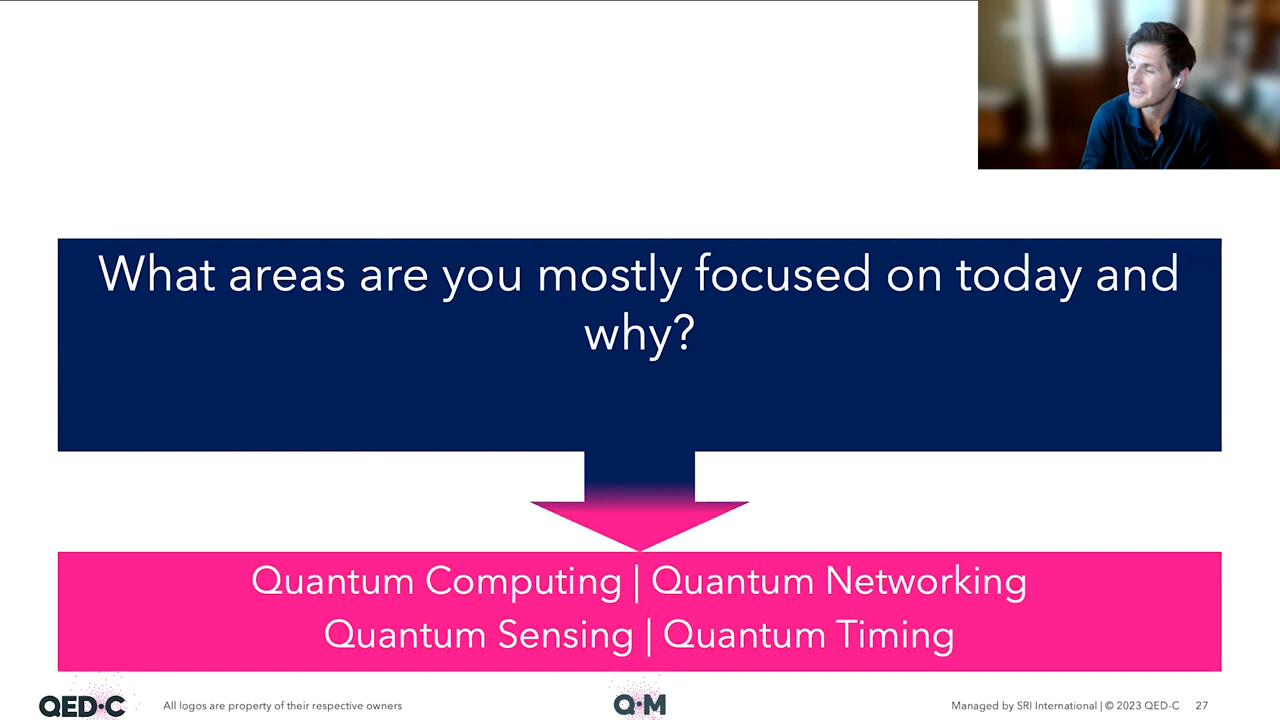 What areas are you mostly focused on today and
why?
Quantum Computing | Quantum Networking
Quantum Sensing | Quantum Timing
QED·C
All logos are property of their respective owners
Q·M
Managed by SRI International | © 2023 QED-C 27